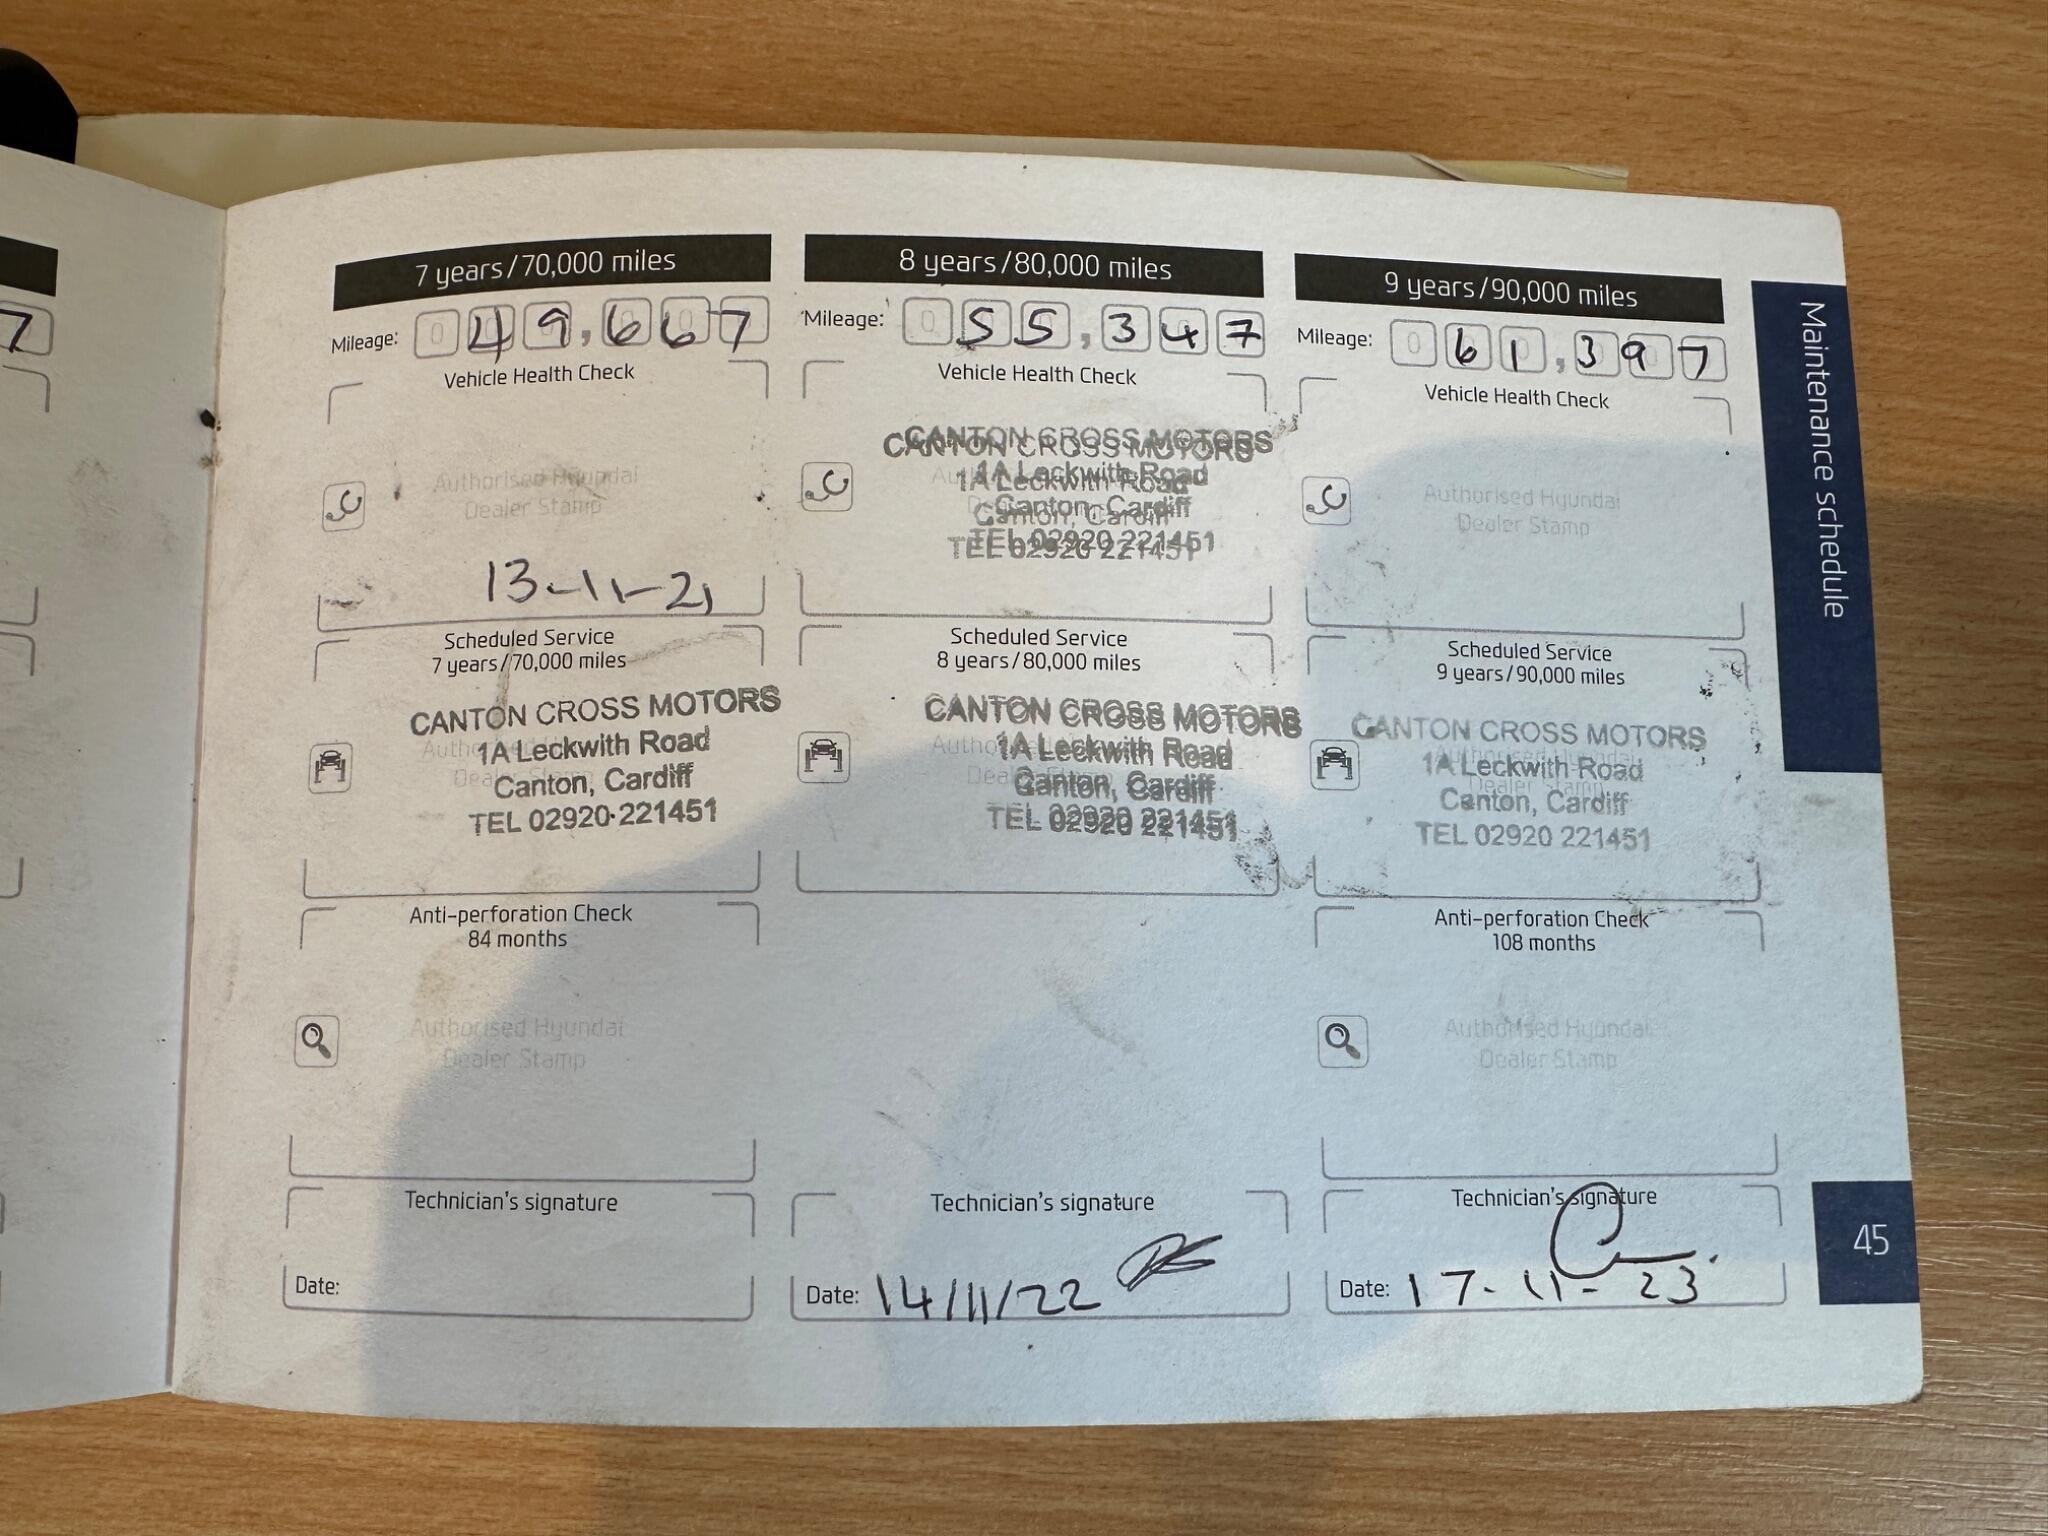 7
7 years/70,000 miles
Mileage: 0 49,667
Vehicle Health Check
Authorised Hyundai
Dealer Stamp
13-11-21
Scheduled Service
7 years/70,000 miles
CANTON CROSS MOTORS
1A Leckwith Road
Canton, Cardiff
TEL 02920 221451
Anti-perforation Check
84 months
Authorised Hyundai
Dealer Stamp
Technician's signature
Date:
8 years/80,000 miles
Mileage: 0 55,347
Vehicle Health Check
CANTON CROSS MOTORS
1A Leckwith Road
Canton, Cardiff
TEL 02920 221451
Scheduled Service
8 years/80,000 miles
CANTON CROSS MOTORS
1A Leckwith Road
Canton, Cardiff
TEL 02920 221451
Technician's signature
Date: 14/11/22
9 years/90,000 miles
Mileage: 0 61,397
Vehicle Health Check
Authorised Hyundai
Dealer Stamp
Scheduled Service
9 years/90,000 miles
CANTON CROSS MOTORS
1A Leckwith Road
Canton, Cardiff
TEL 02920 221451
Anti-perforation Check
108 months
Authorised Hyundai
Dealer Stamp
Technician's signature
Date: 17-11-23
Maintenance schedule
45